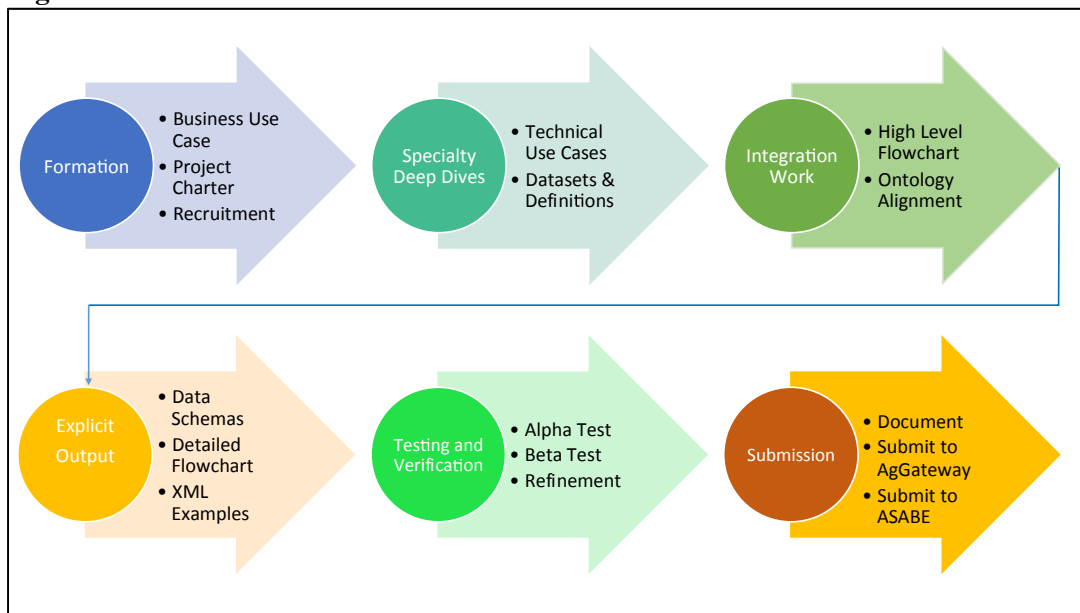 Formation
• Business Use
Case
• Project
Charter
• Recruitment
Specialty
Deep Dives
• Technical
Use Cases
• Datasets &
Definitions
Integration
Work
• High Level
Flowchart
• Ontology
Alignment
Explicit
Output
• Data
Schemas
• Detailed
Flowchart
• XML
Examples
Testing and
Verification
• Alpha Test
• Beta Test
• Refinement
Submission
• Document
• Submit to
AgGateway
• Submit to
ASABE